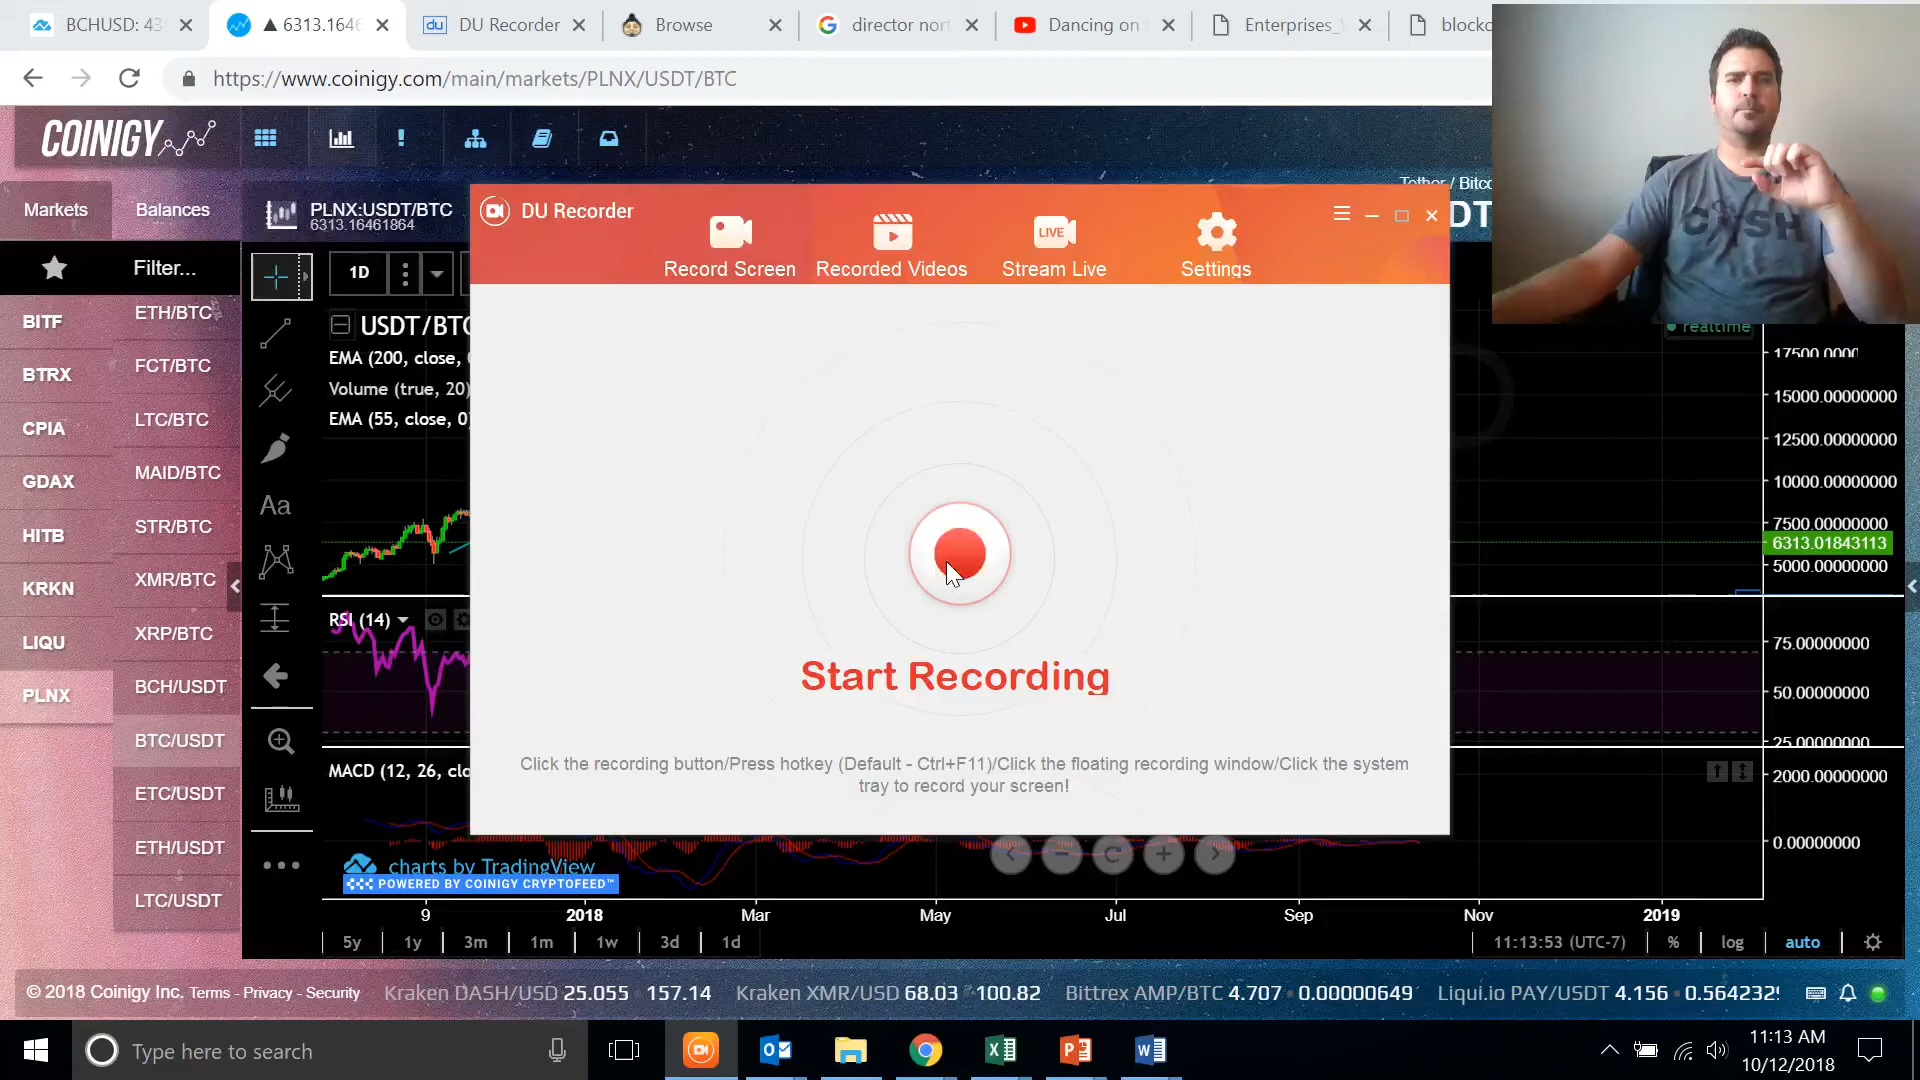 BCHUSD: 43
▲ 6313.1646
DU Recorder
Browse
director nor
Dancing on
Enterprises_
blockc
https://www.coinigy.com/main/markets/PLNX/USDT/BTC
COINIGY
Markets
Balances
PLNX:USDT/BTC
6313.16461864
Tether / Bitco
DT
CASH
DU Recorder
Record Screen
Recorded Videos
LIVE
Stream Live
Settings
Filter...
1D
BITF
BTRX
CPIA
GDAX
HITB
KRKN
LIQU
PLNX
ETH/BTC
FCT/BTC
LTC/BTC
MAID/BTC
STR/BTC
XMR/BTC
XRP/BTC
BCH/USDT
BTC/USDT
ETC/USDT
ETH/USDT
LTC/USDT
Aa
USDT/BTC
EMA (200, close,
Volume (true, 20)
EMA (55, close, 0
RSI (14)
MACD (12, 26, clo
Start Recording
Click the recording button/Press hotkey (Default - Ctrl+F11)/Click the floating recording window/Click the system
tray to record your screen!
realtime
17500.0000
15000.00000000
12500.00000000
10000.00000000
7500.00000000
6313.01843113
5000.00000000
75.00000000
50.00000000
25.00000000
2000.00000000
0.00000000
charts by TradingView
POWERED BY COINIGY CRYPTOFEED™
9
2018
Mar
May
Jul
Sep
Nov
2019
5y
1y
3m
1m
1w
3d
1d
11:13:53 (UTC-7)
%
log
auto
© 2018 Coinigy Inc. Terms - Privacy - Security
Kraken DASH/USD 25.055 • 157.14
Kraken XMR/USD 68.03 • 100.82
Bittrex AMP/BTC 4.707 • 0.00000649
Liqui.io PAY/USDT 4.156 • 0.5642329
Type here to search
11:13 AM
10/12/2018